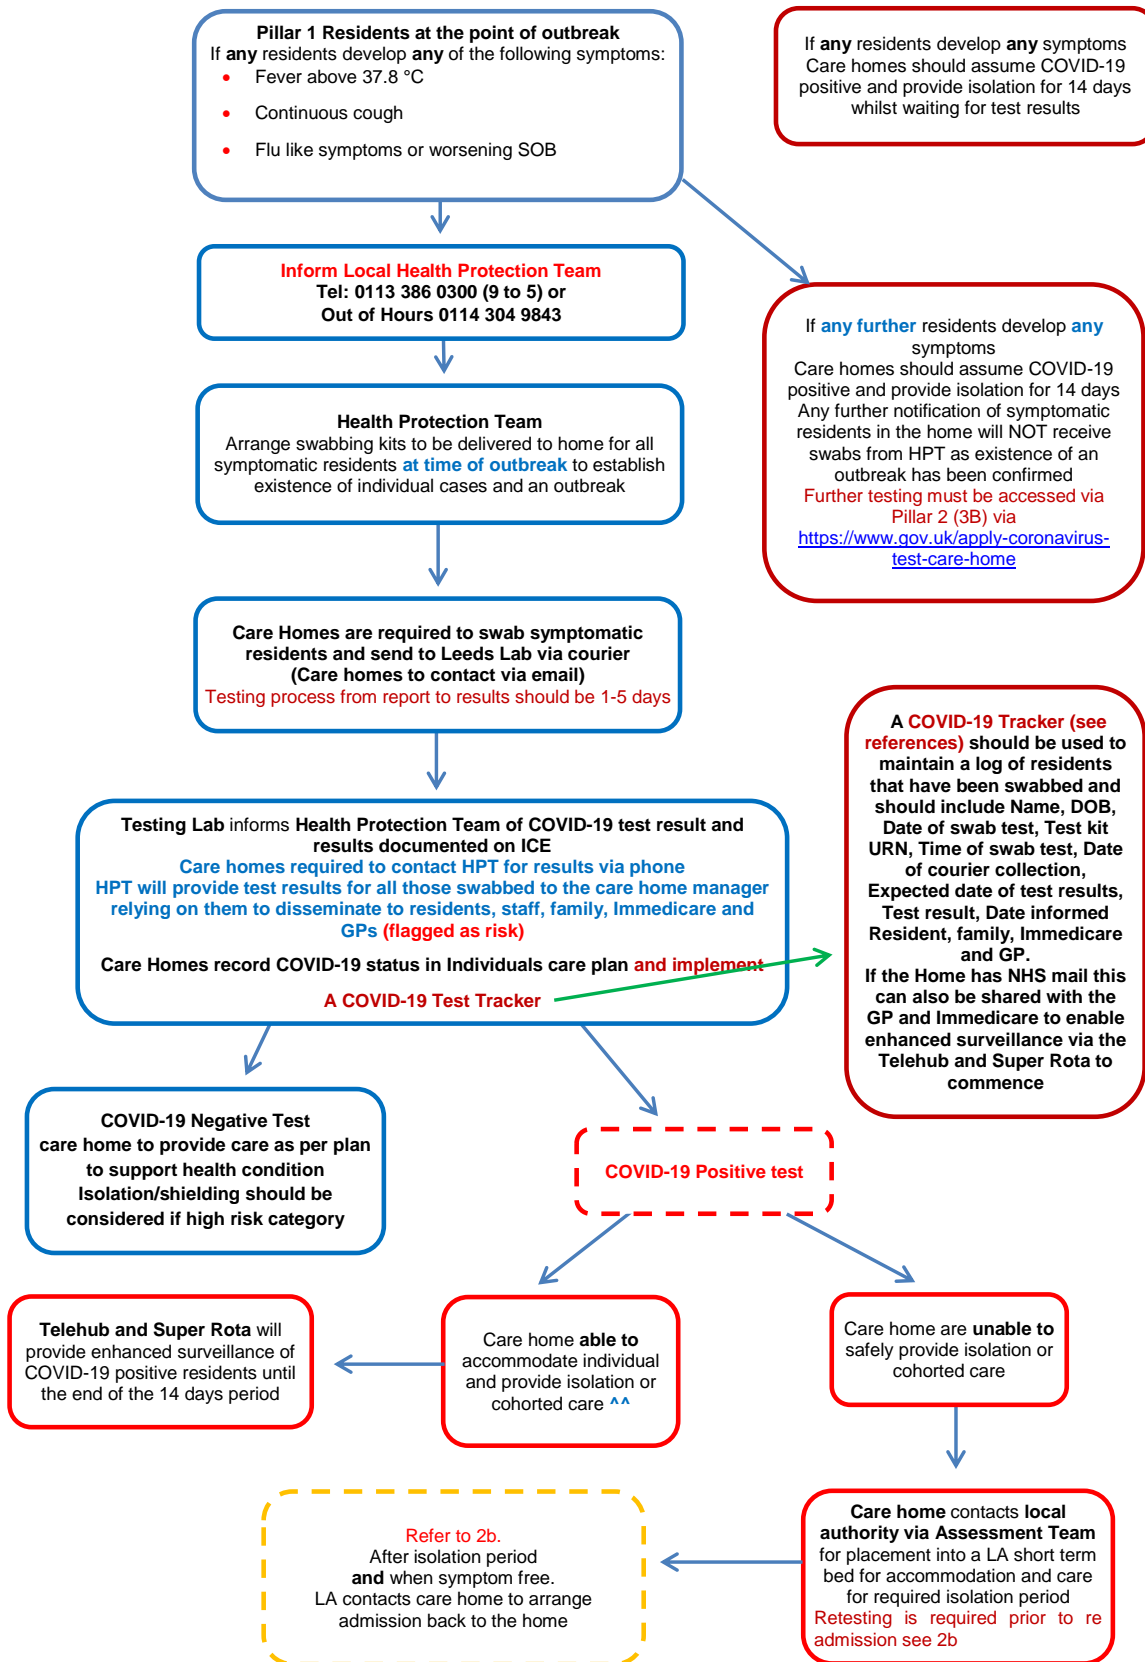 Pillar 1 Residents at the point of outbreak
If any residents develop any of the following symptoms:
• Fever above 37.8 °C
• Continuous cough
• Flu like symptoms or worsening SOB
If any residents develop any symptoms
Care homes should assume COVID-19
positive and provide isolation for 14 days
whilst waiting for test results
Inform Local Health Protection Team
Tel: 0113 386 0300 (9 to 5) or
Out of Hours 0114 304 9843
If any further residents develop any
symptoms
Care homes should assume COVID-19
positive and provide isolation for 14 days
Any further notification of symptomatic
residents in the home will NOT receive
swabs from HPT as existence of an
outbreak has been confirmed
Further testing must be accessed via
Pillar 2 (3B) via
https://www.gov.uk/apply-coronavirus-
test-care-home
Health Protection Team
Arrange swabbing kits to be delivered to home for all
symptomatic residents at time of outbreak to establish
existence of individual cases and an outbreak
Care Homes are required to swab symptomatic
residents and send to Leeds Lab via courier
(Care homes to contact via email)
Testing process from report to results should be 1-5 days
A COVID-19 Tracker (see
references) should be used to
maintain a log of residents
that have been swabbed and
should include Name, DOB,
Date of swab test, Test kit
URN, Time of swab test, Date
of courier collection,
Expected date of test results,
Test result, Date informed
Resident, family, Immedicare
and GP.
If the Home has NHS mail this
can also be shared with the
GP and Immedicare to enable
enhanced surveillance via the
Telehub and Super Rota to
commence
Testing Lab informs Health Protection Team of COVID-19 test result and
results documented on ICE
Care homes required to contact HPT for results via phone
HPT will provide test results for all those swabbed to the care home manager
relying on them to disseminate to residents, staff, family, Immedicare and
GPs (flagged as risk)
Care Homes record COVID-19 status in Individuals care plan and implement
A COVID-19 Test Tracker
COVID-19 Negative Test
care home to provide care as per plan
to support health condition
Isolation/shielding should be
considered if high risk category
COVID-19 Positive test
Telehub and Super Rota will
provide enhanced surveillance of
COVID-19 positive residents until
the end of the 14 days period
Care home able to
accommodate individual
and provide isolation or
cohorted care ^^
Care home are unable to
safely provide isolation or
cohorted care
Refer to 2b.
After isolation period
and when symptom free.
LA contacts care home to arrange
admission back to the home
Care home contacts local
authority via Assessment Team
for placement into a LA short term
bed for accommodation and care
for required isolation period
Retesting is required prior to re
admission see 2b